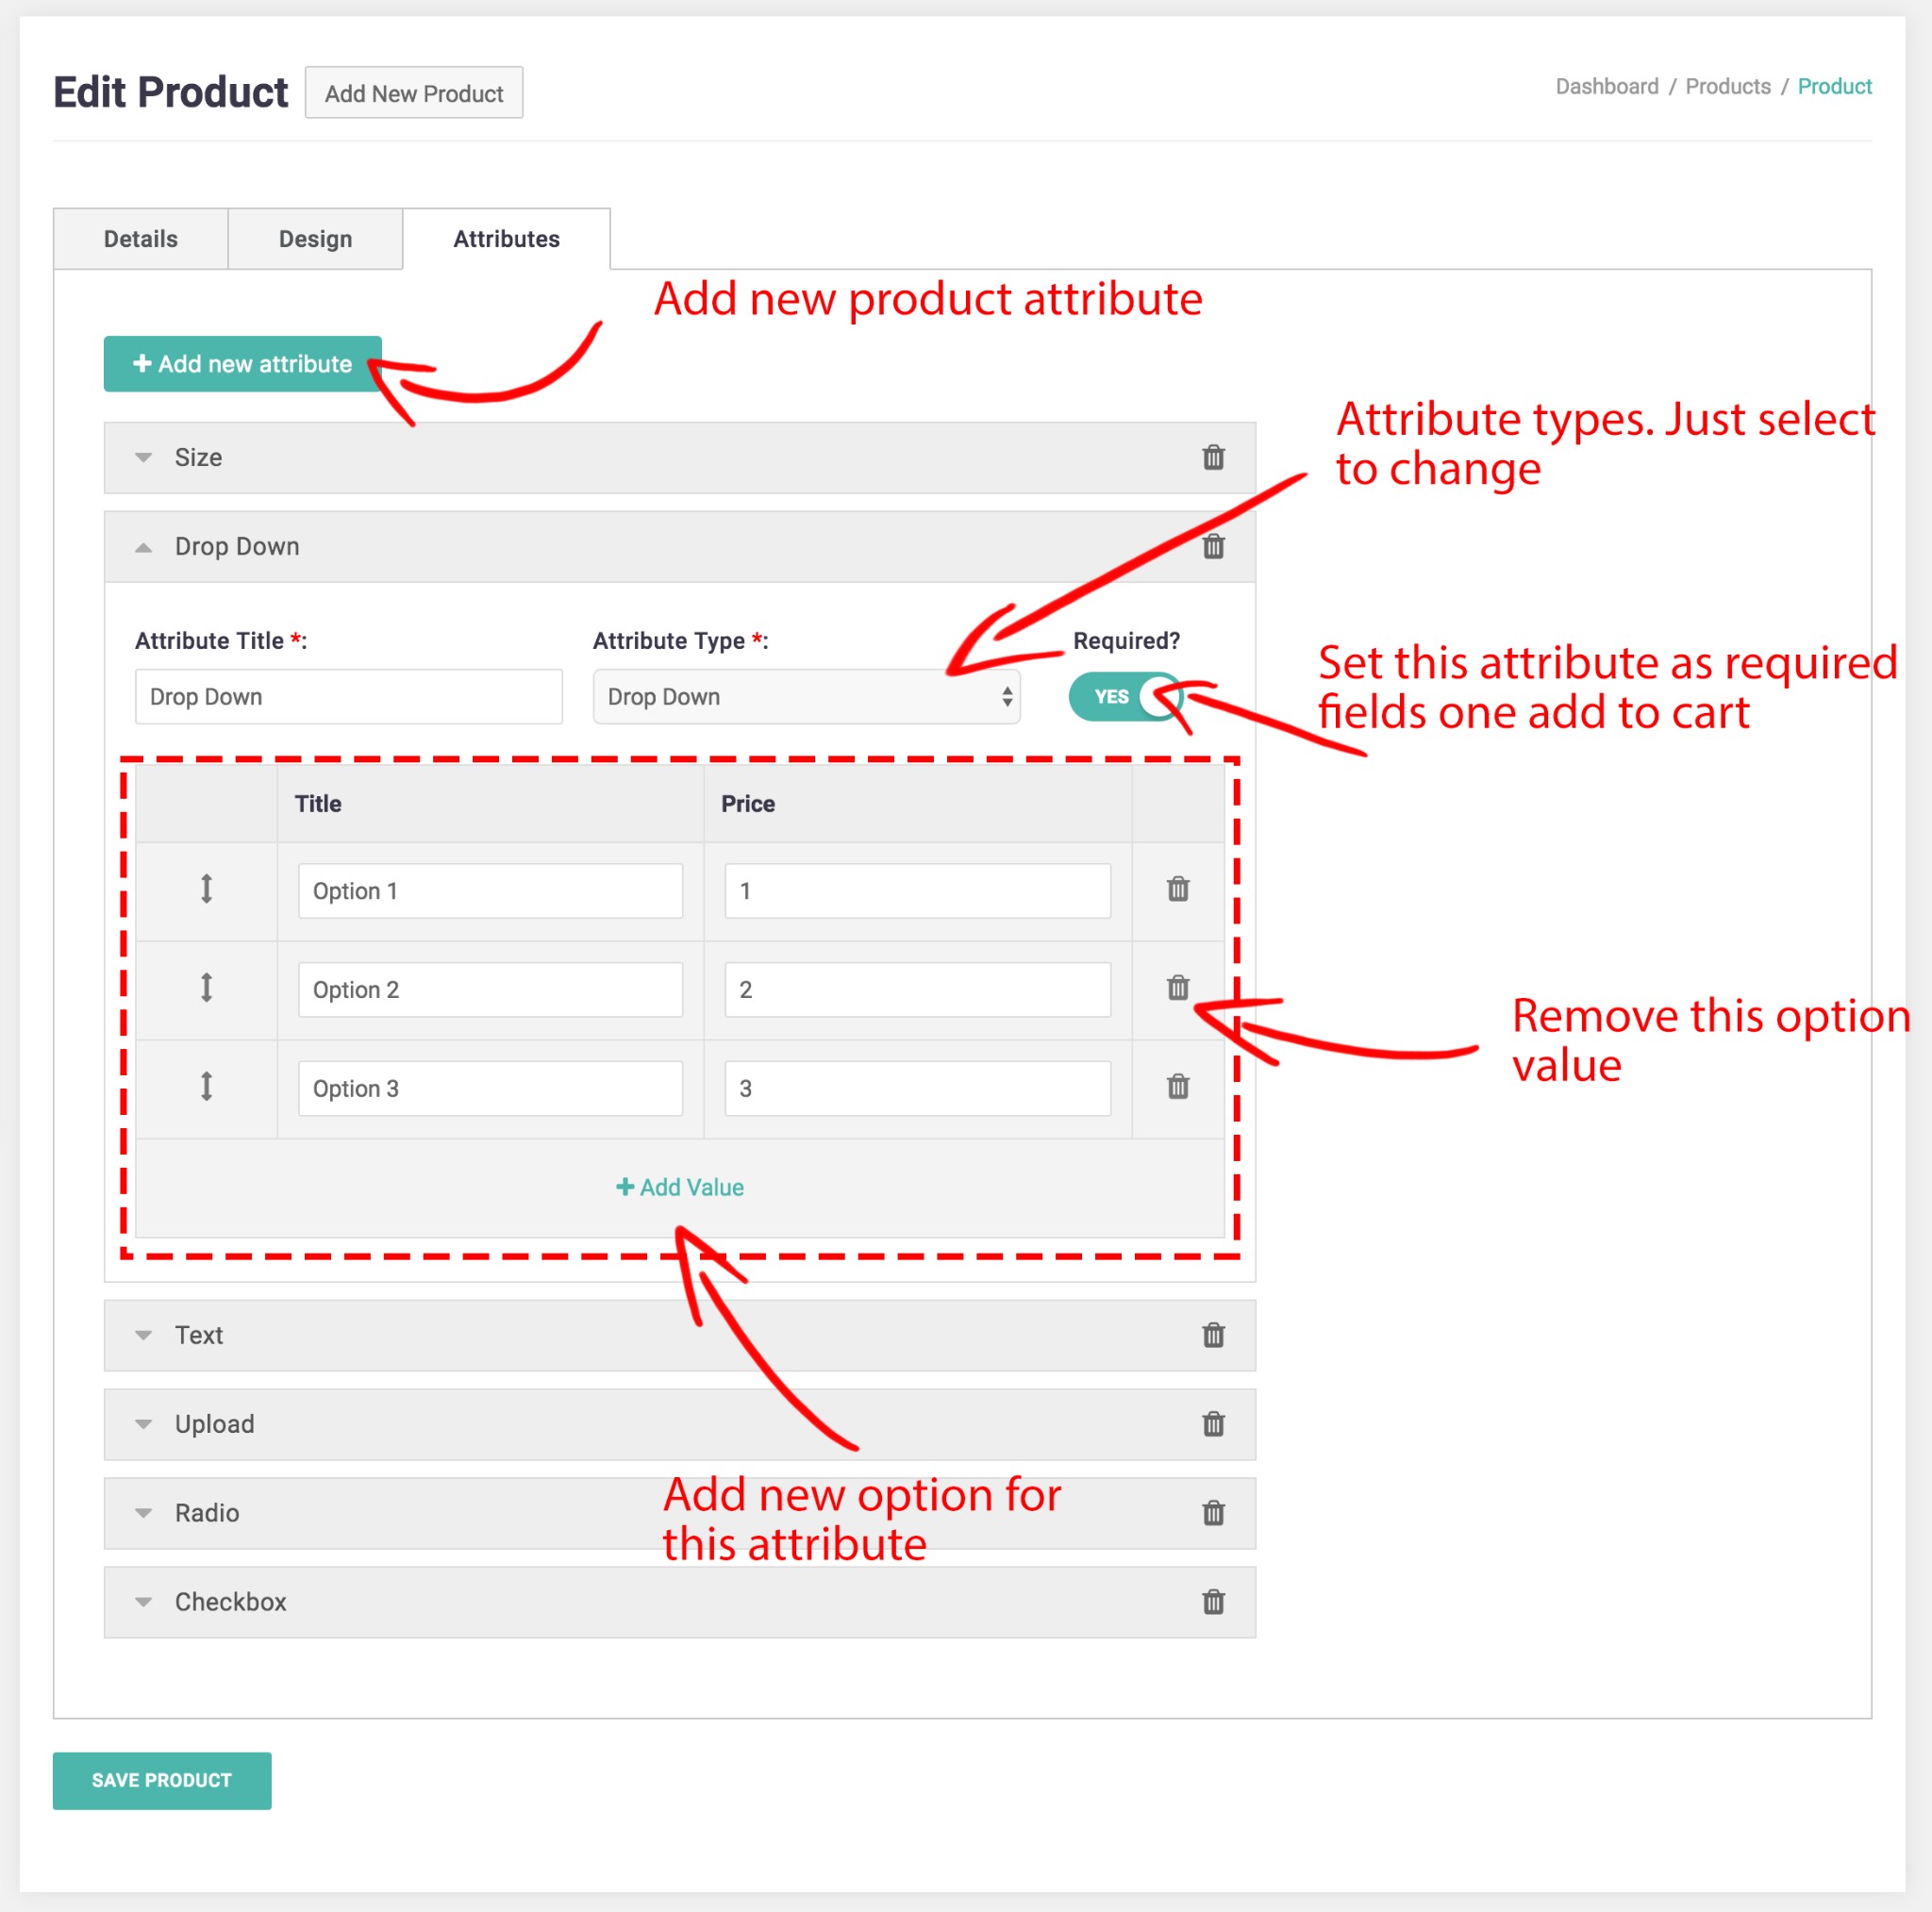 Edit Product
Add New Product
Dashboard / Products / Product
Details
Design
Attributes
Add new product attribute
Add new attribute
Attribute types. Just select
to change
Size
Drop Down
Attribute Title *:
Attribute Type *:
Required?
Drop Down
Drop Down
YES
Set this attribute as required
fields one add to cart
Title
Price
Option 1
1
Option 2
2
Remove this option
value
Option 3
3
+ Add Value
Text
Upload
Add new option for
this attribute
Radio
Checkbox
SAVE PRODUCT